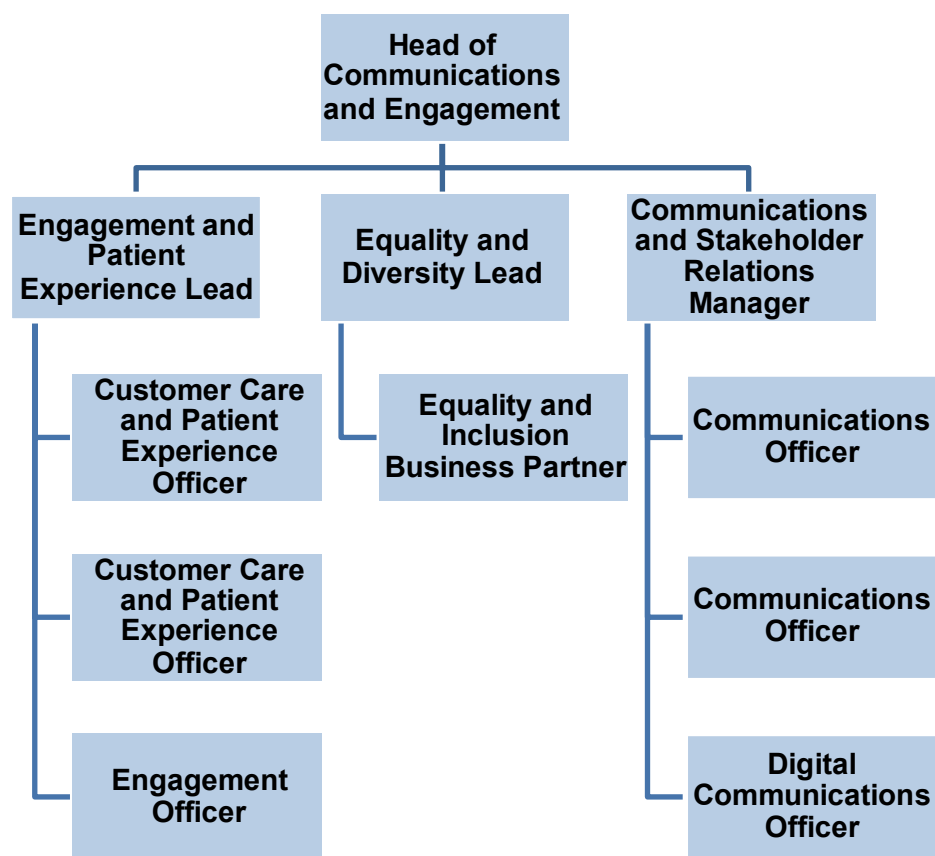 Head of
Communications
and Engagement
Engagement and
Patient
Experience Lead
Equality and
Diversity Lead
Communications
and Stakeholder
Relations
Manager
Customer Care
and Patient
Experience
Officer
Equality and
Inclusion
Business Partner
Communications
Officer
Customer Care
and Patient
Experience
Officer
Communications
Officer
Engagement
Officer
Digital
Communications
Officer